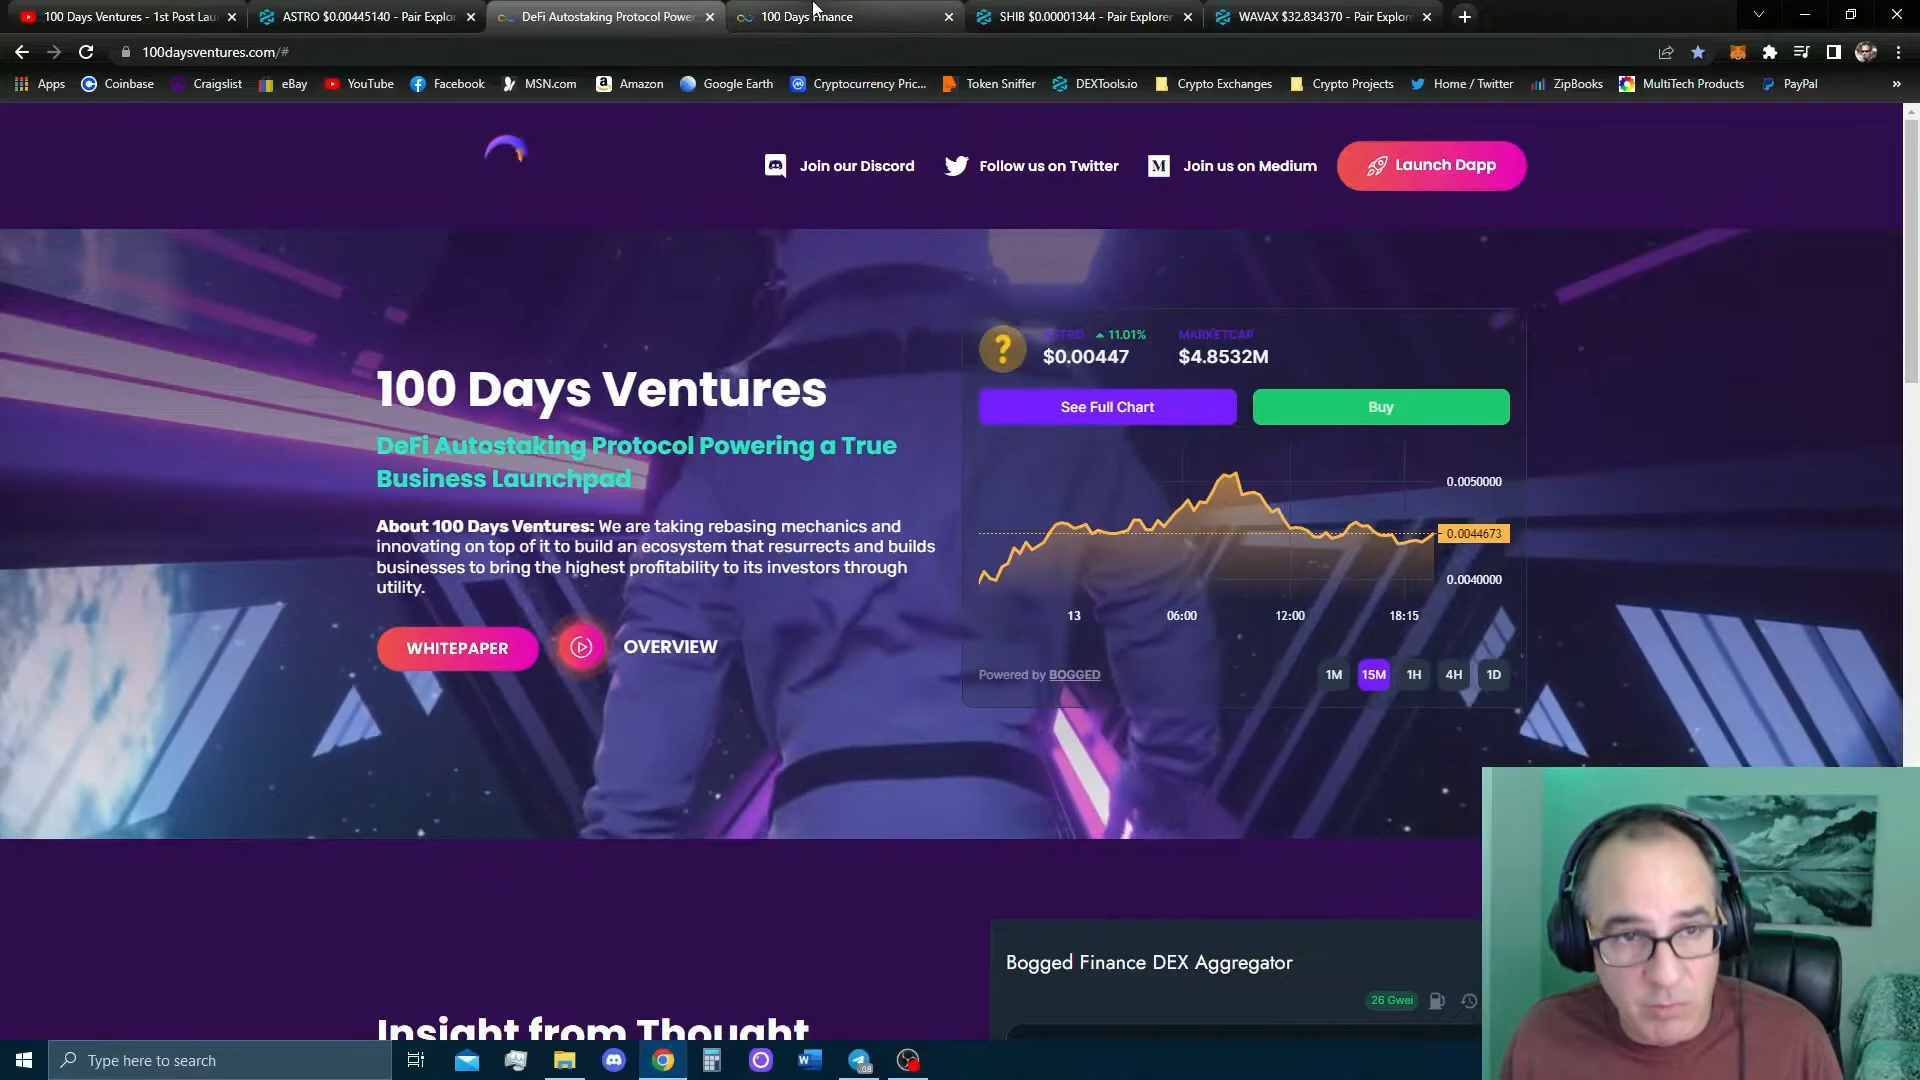 100 Days Ventures - 1st Post Lau
ASTRO $0.00445140 - Pair Explor
DeFi Autostaking Protocol Power
100 Days Finance
SHIB $0.00001344 - Pair Explorer
WAVAX $32.834370 - Pair Explor
100daysventures.com/#
Apps
Coinbase
Craigslist
eBay
YouTube
Facebook
MSN.com
Amazon
Google Earth
Cryptocurrency Pric...
Token Sniffer
DEXTools.io
Crypto Exchanges
Crypto Projects
Home / Twitter
ZipBooks
MultiTech Products
PayPal
Join our Discord
Follow us on Twitter
Join us on Medium
Launch Dapp
ASTRO 11.01%
MARKETCAP
$0.00447
$4.8532M
See Full Chart
Buy
100 Days Ventures
DeFi Autostaking Protocol Powering a True
Business Launchpad
About 100 Days Ventures: We are taking rebasing mechanics and
innovating on top of it to build an ecosystem that resurrects and builds
businesses to bring the highest profitability to its investors through
utility.
WHITEPAPER
OVERVIEW
0.0050000
0.0044673
0.0040000
13
06:00
12:00
18:15
Powered by BOGGED
1M
15M
1H
4H
1D
Bogged Finance DEX Aggregator
26 Gwei
Insight from Thought
Type here to search